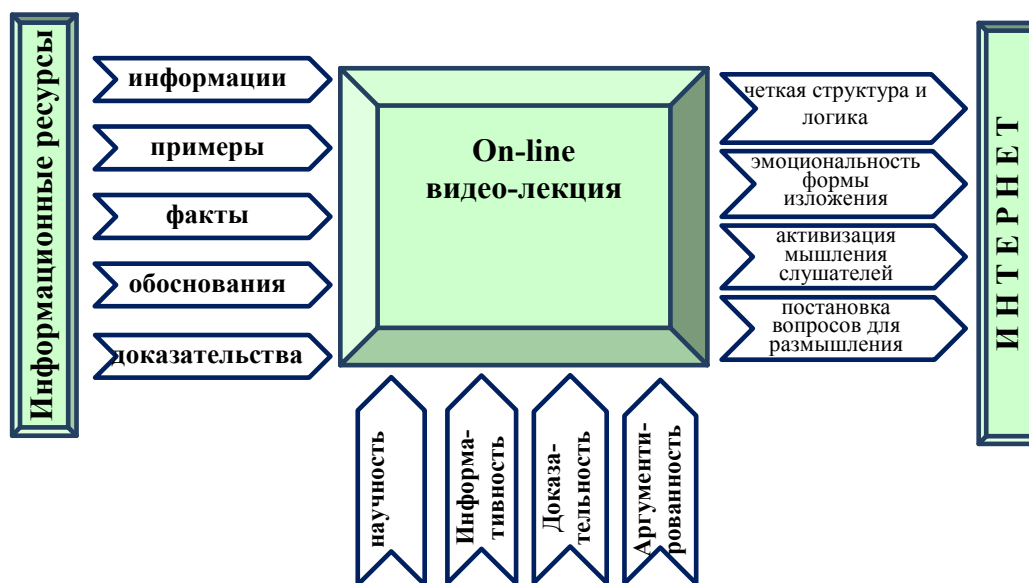 Информационные ресурсы
информации
примеры
факты
обоснования
доказательства
On-line
видео-лекция
четкая структура и
логика
эмоциональность
формы
изложения
активизация
мышления
слушателей
постановка
вопросов для
размышления
ИНТЕРНЕТ
научность
Информа-
тивность
Доказа-
тельность
Аргументи-
рованность